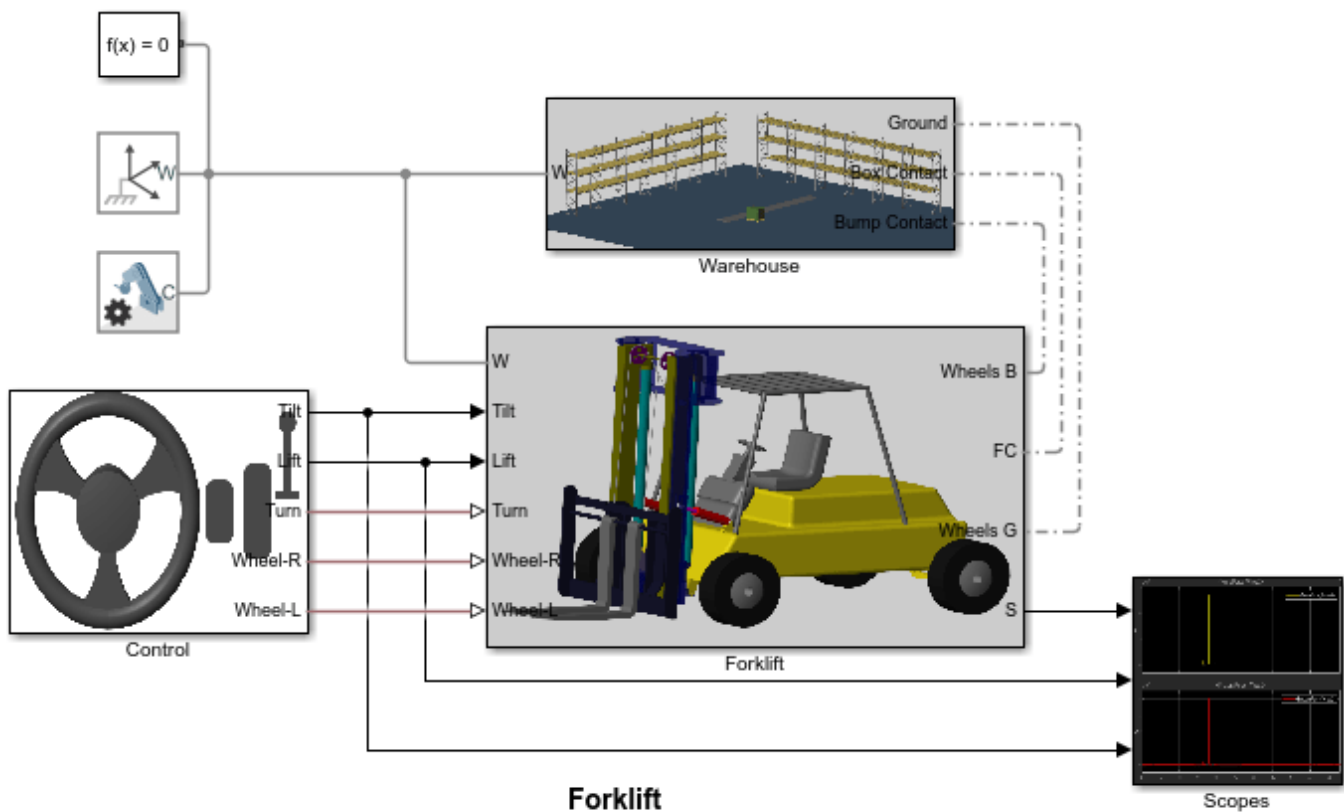 f(x) = 0
W
C
W
Ground
Box Contact
Bump Contact
Warehouse
Tilt
Lift
Turn
Wheel-R
Wheel-L
Control
W
Tilt
Lift
Turn
Wheel-R
Wheel-L
Wheels B
FC
Wheels G
S
Forklift
Scopes
Forklift